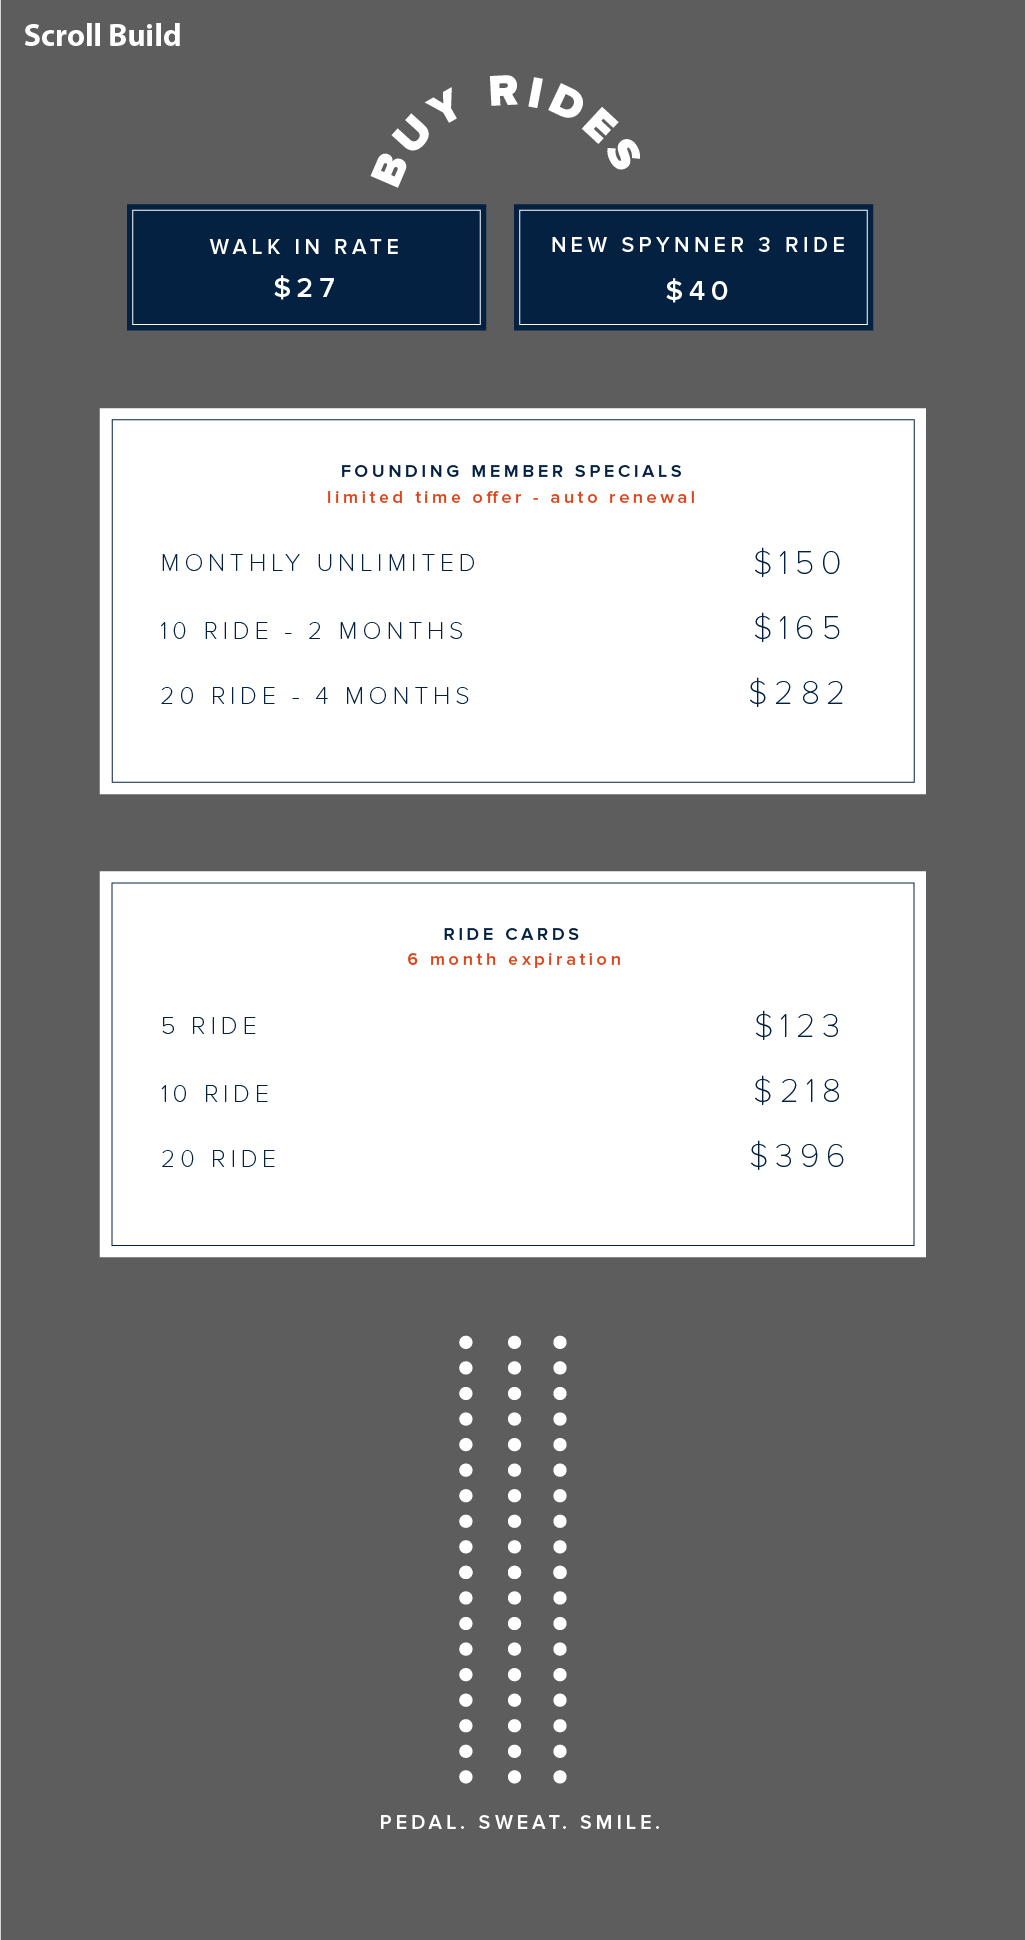 Scroll Build
BUY RIDES
WALK IN RATE
$27
NEW SPYNNER 3 RIDE
$40
FOUNDING MEMBER SPECIALS
limited time offer - auto renewal
MONTHLY UNLIMITED $150
10 RIDE - 2 MONTHS $165
20 RIDE - 4 MONTHS $282
RIDE CARDS
6 month expiration
5 RIDE $123
10 RIDE $218
20 RIDE $396
PEDAL. SWEAT. SMILE.